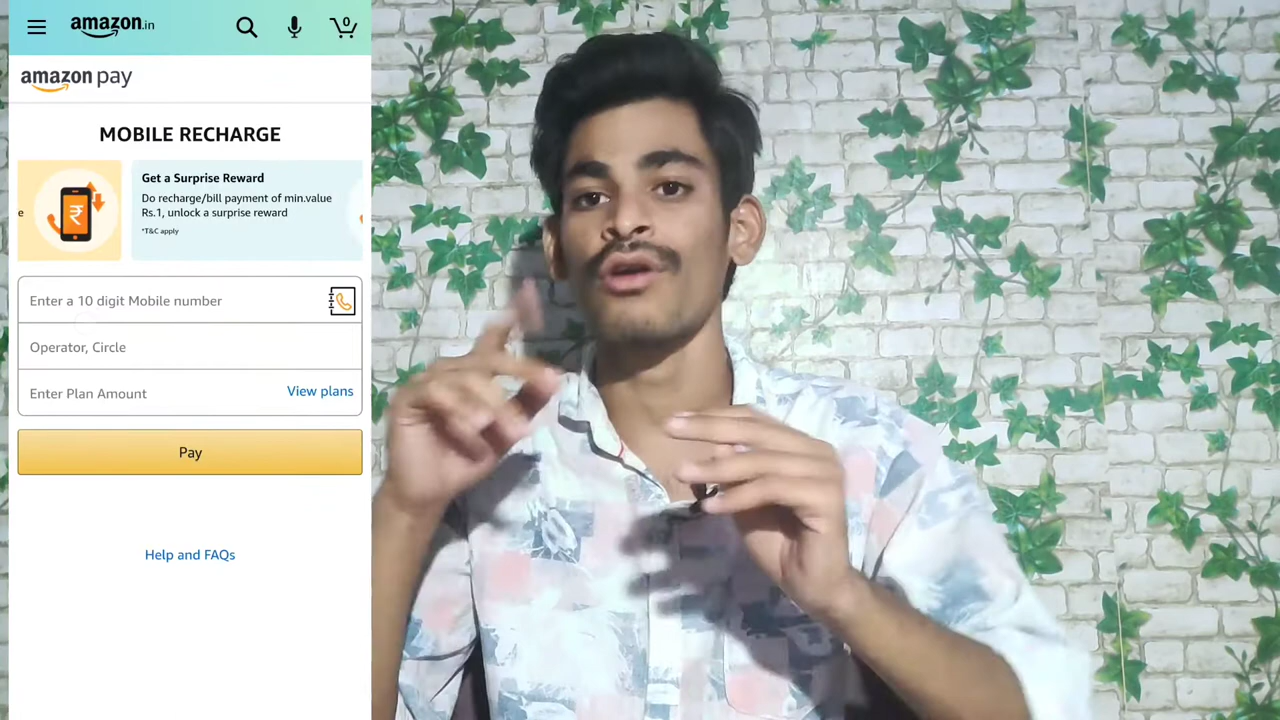 amazon.in
0
amazon pay
MOBILE RECHARGE
e
Get a Surprise Reward
Do recharge/bill payment of min.value
Rs.1, unlock a surprise reward
*T&C apply
Enter a 10 digit Mobile number
Operator, Circle
Enter Plan Amount
View plans
Pay
Help and FAQs